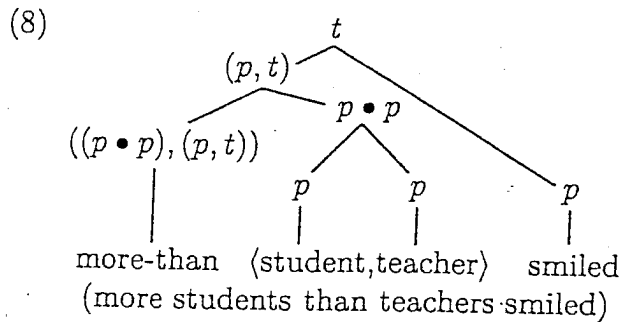 (8)
t
(p, t)
p • p
((p • p), (p, t))
p p p
more-than ⟨student,teacher⟩ smiled
(more students than teachers smiled)